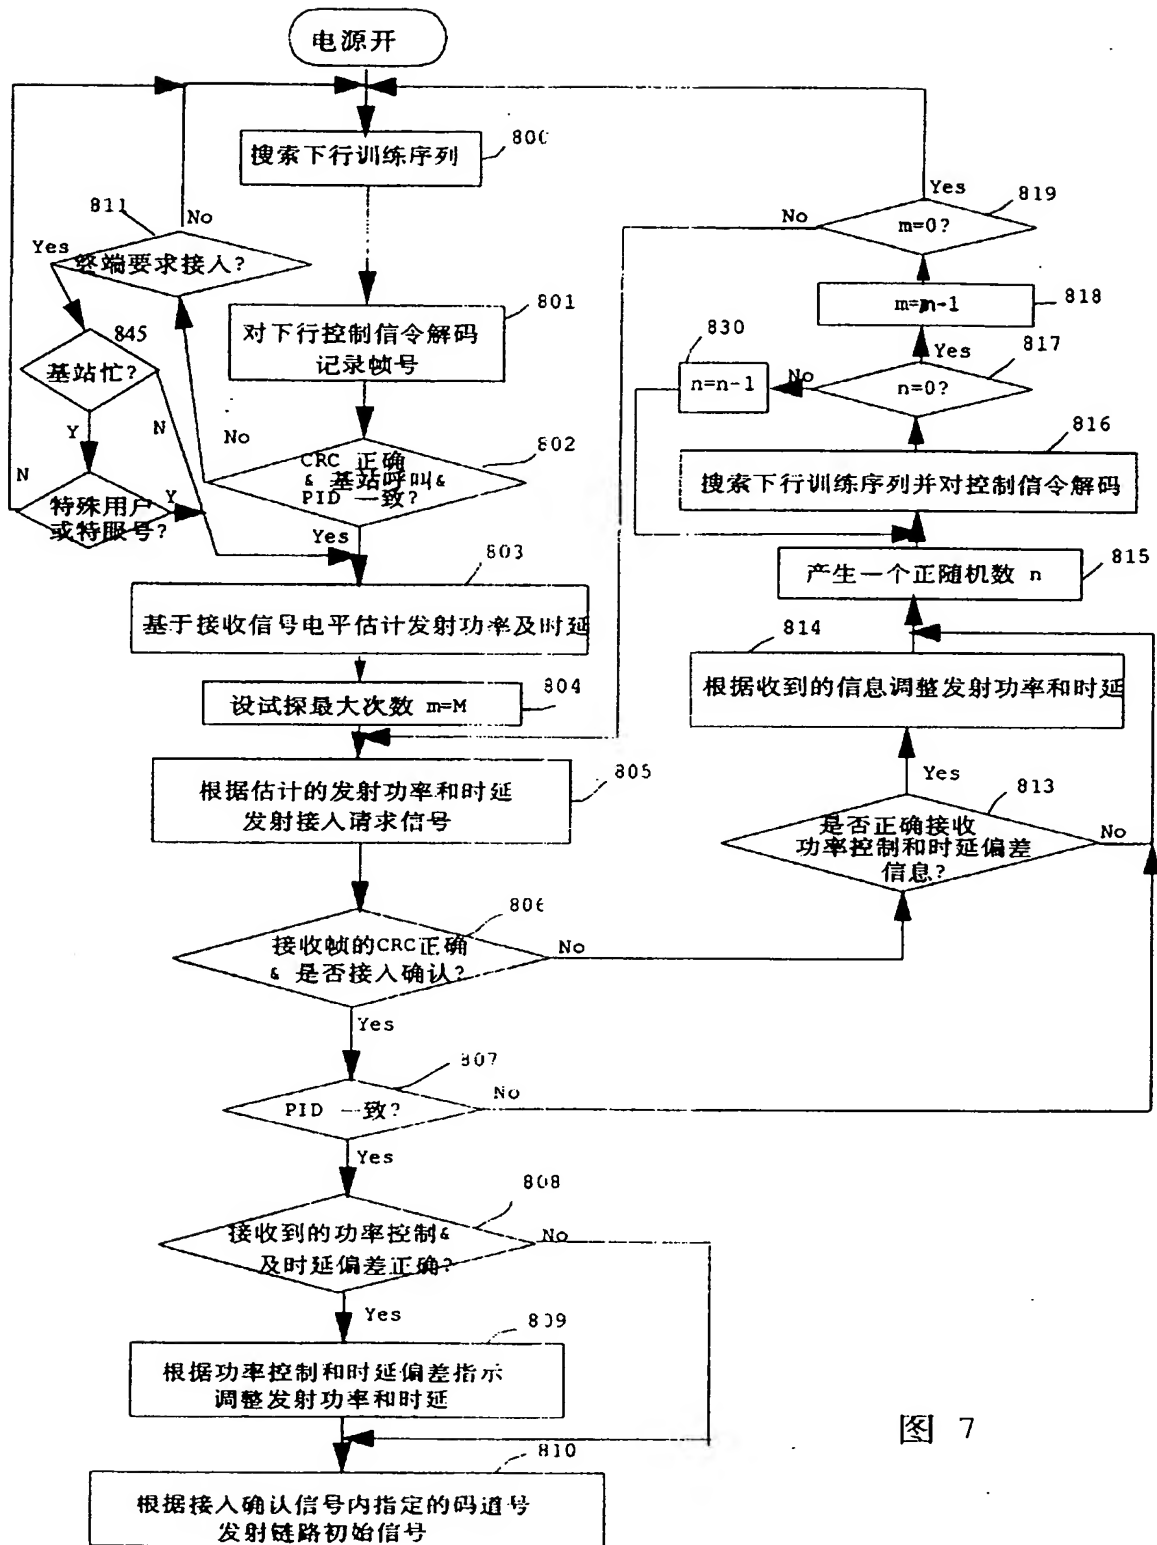 电源开
搜索下行训练序列
800
811
No
Yes
终端要求接入?
对下行控制信令解码
记录帧号
801
845
基站忙?
Y
N
No
CRC 正确
& 基站呼叫&
PID 一致?
802
N
特殊用户
或特服号?
Y
Yes
803
基于接收信号电平估计发射功率及时延
设试探最大次数 m=M
804
根据估计的发射功率和时延
发射接入请求信号
805
接收帧的CRC正确
& 是否接入确认?
806
No
Yes
PID 一致?
807
No
Yes
接收到的功率控制&
及时延偏差正确?
808
No
Yes
809
根据功率控制和时延偏差指示
调整发射功率和时延
810
根据接入确认信号内指定的码道号
发射链路初始信号
Yes
819
No
m=0?
m=m-1
818
830
Yes
817
n=n-1
No
n=0?
816
搜索下行训练序列并对控制信令解码
产生一个正随机数 n
815
814
根据收到的信息调整发射功率和时延
Yes
813
是否正确接收
功率控制和时延偏差
信息?
No
图 7